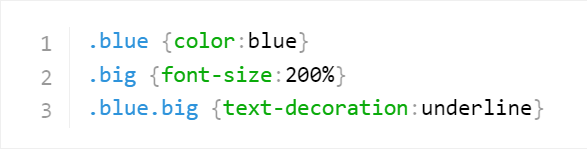 1 .blue {color:blue}
2 .big {font-size:200%}
3 .blue.big {text-decoration:underline}